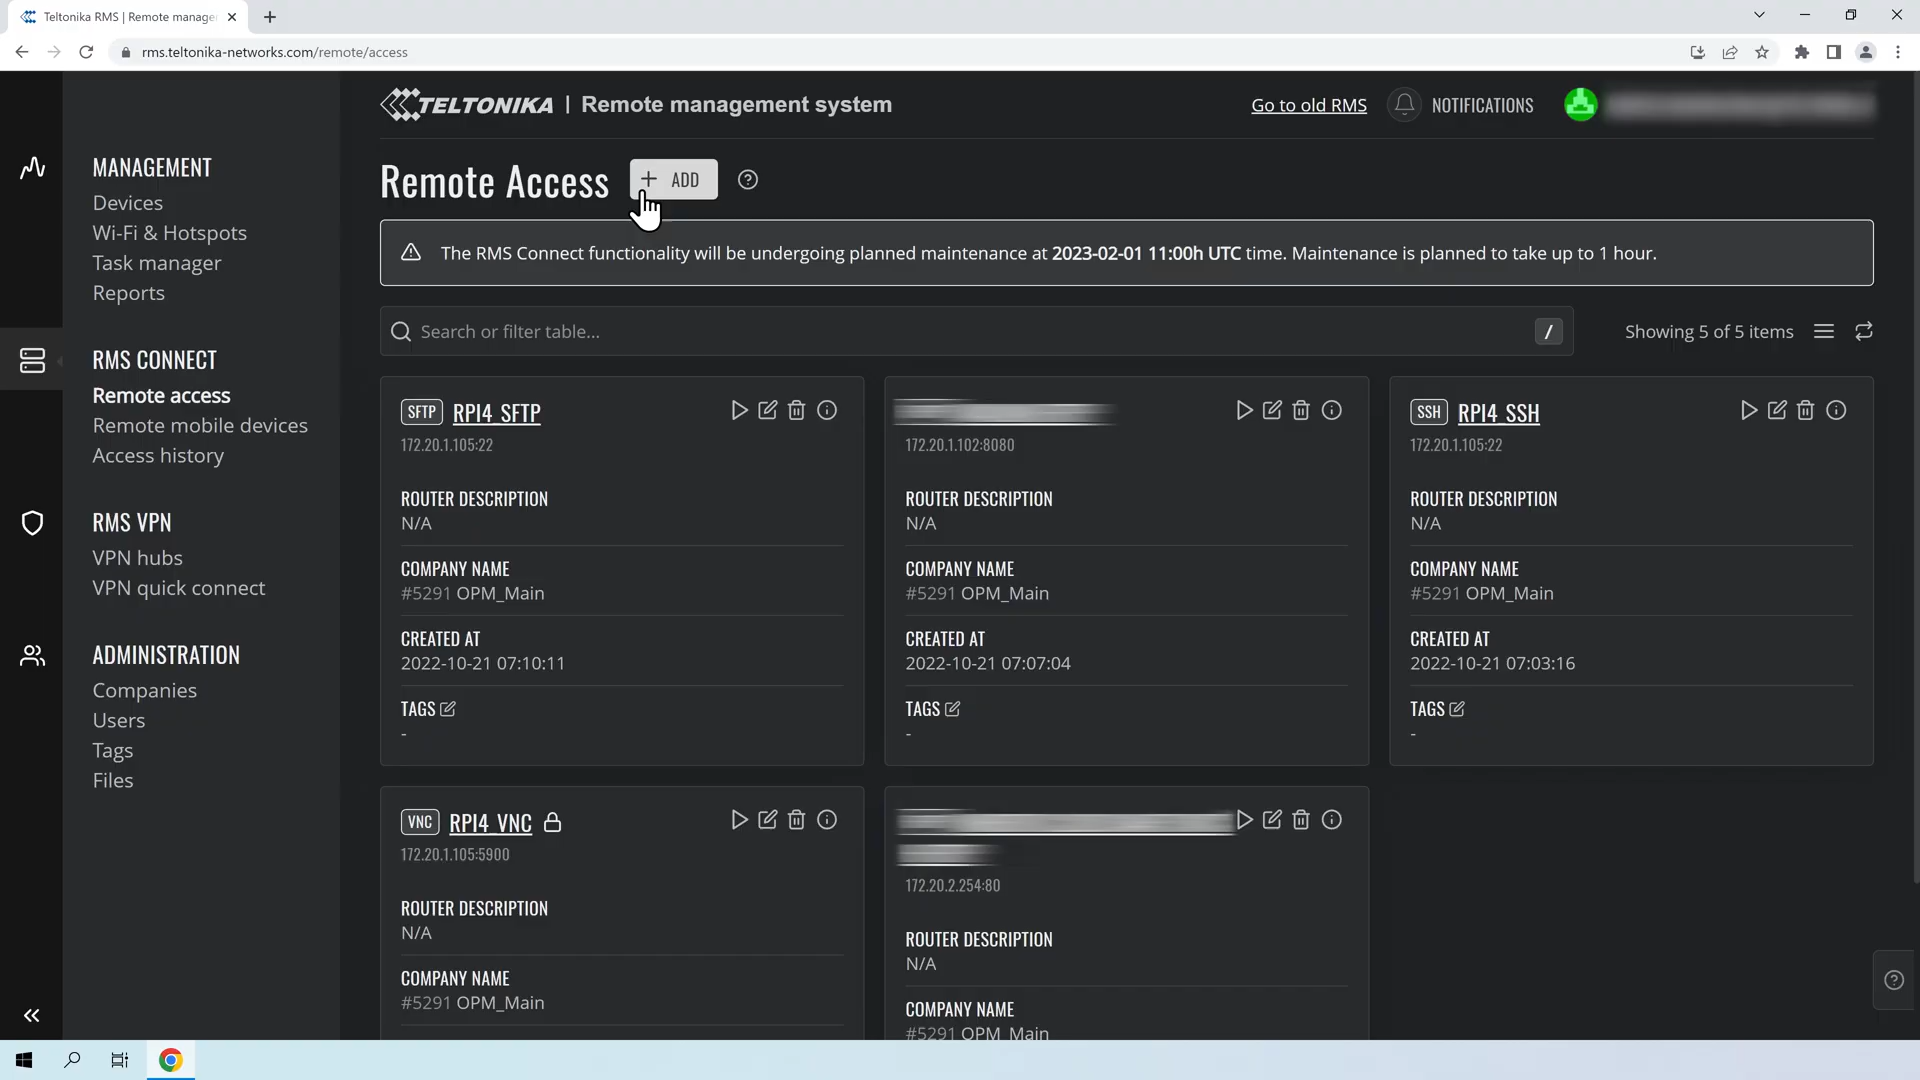 Teltonika RMS | Remote manage
rms.teltonika-networks.com/remote/access
TELTONIKA | Remote management system
Go to old RMS
NOTIFICATIONS
MANAGEMENT
Devices
Wi-Fi & Hotspots
Task manager
Reports
RMS CONNECT
Remote access
Remote mobile devices
Access history
RMS VPN
VPN hubs
VPN quick connect
ADMINISTRATION
Companies
Users
Tags
Files
Remote Access
+ ADD
The RMS Connect functionality will be undergoing planned maintenance at 2023-02-01 11:00h UTC time. Maintenance is planned to take up to 1 hour.
Search or filter table...
/
Showing 5 of 5 items
SFTP RPI4_SFTP
172.20.1.105:22
ROUTER DESCRIPTION
N/A
COMPANY NAME
#5291 OPM_Main
CREATED AT
2022-10-21 07:10:11
TAGS
-
172.20.1.102:8080
ROUTER DESCRIPTION
N/A
COMPANY NAME
#5291 OPM_Main
CREATED AT
2022-10-21 07:07:04
TAGS
-
SSH RPI4_SSH
172.20.1.105:22
ROUTER DESCRIPTION
N/A
COMPANY NAME
#5291 OPM_Main
CREATED AT
2022-10-21 07:03:16
TAGS
-
VNC RPI4_VNC
172.20.1.105:5900
ROUTER DESCRIPTION
N/A
COMPANY NAME
#5291 OPM_Main
172.20.2.254:80
ROUTER DESCRIPTION
N/A
COMPANY NAME
#5291 OPM_Main